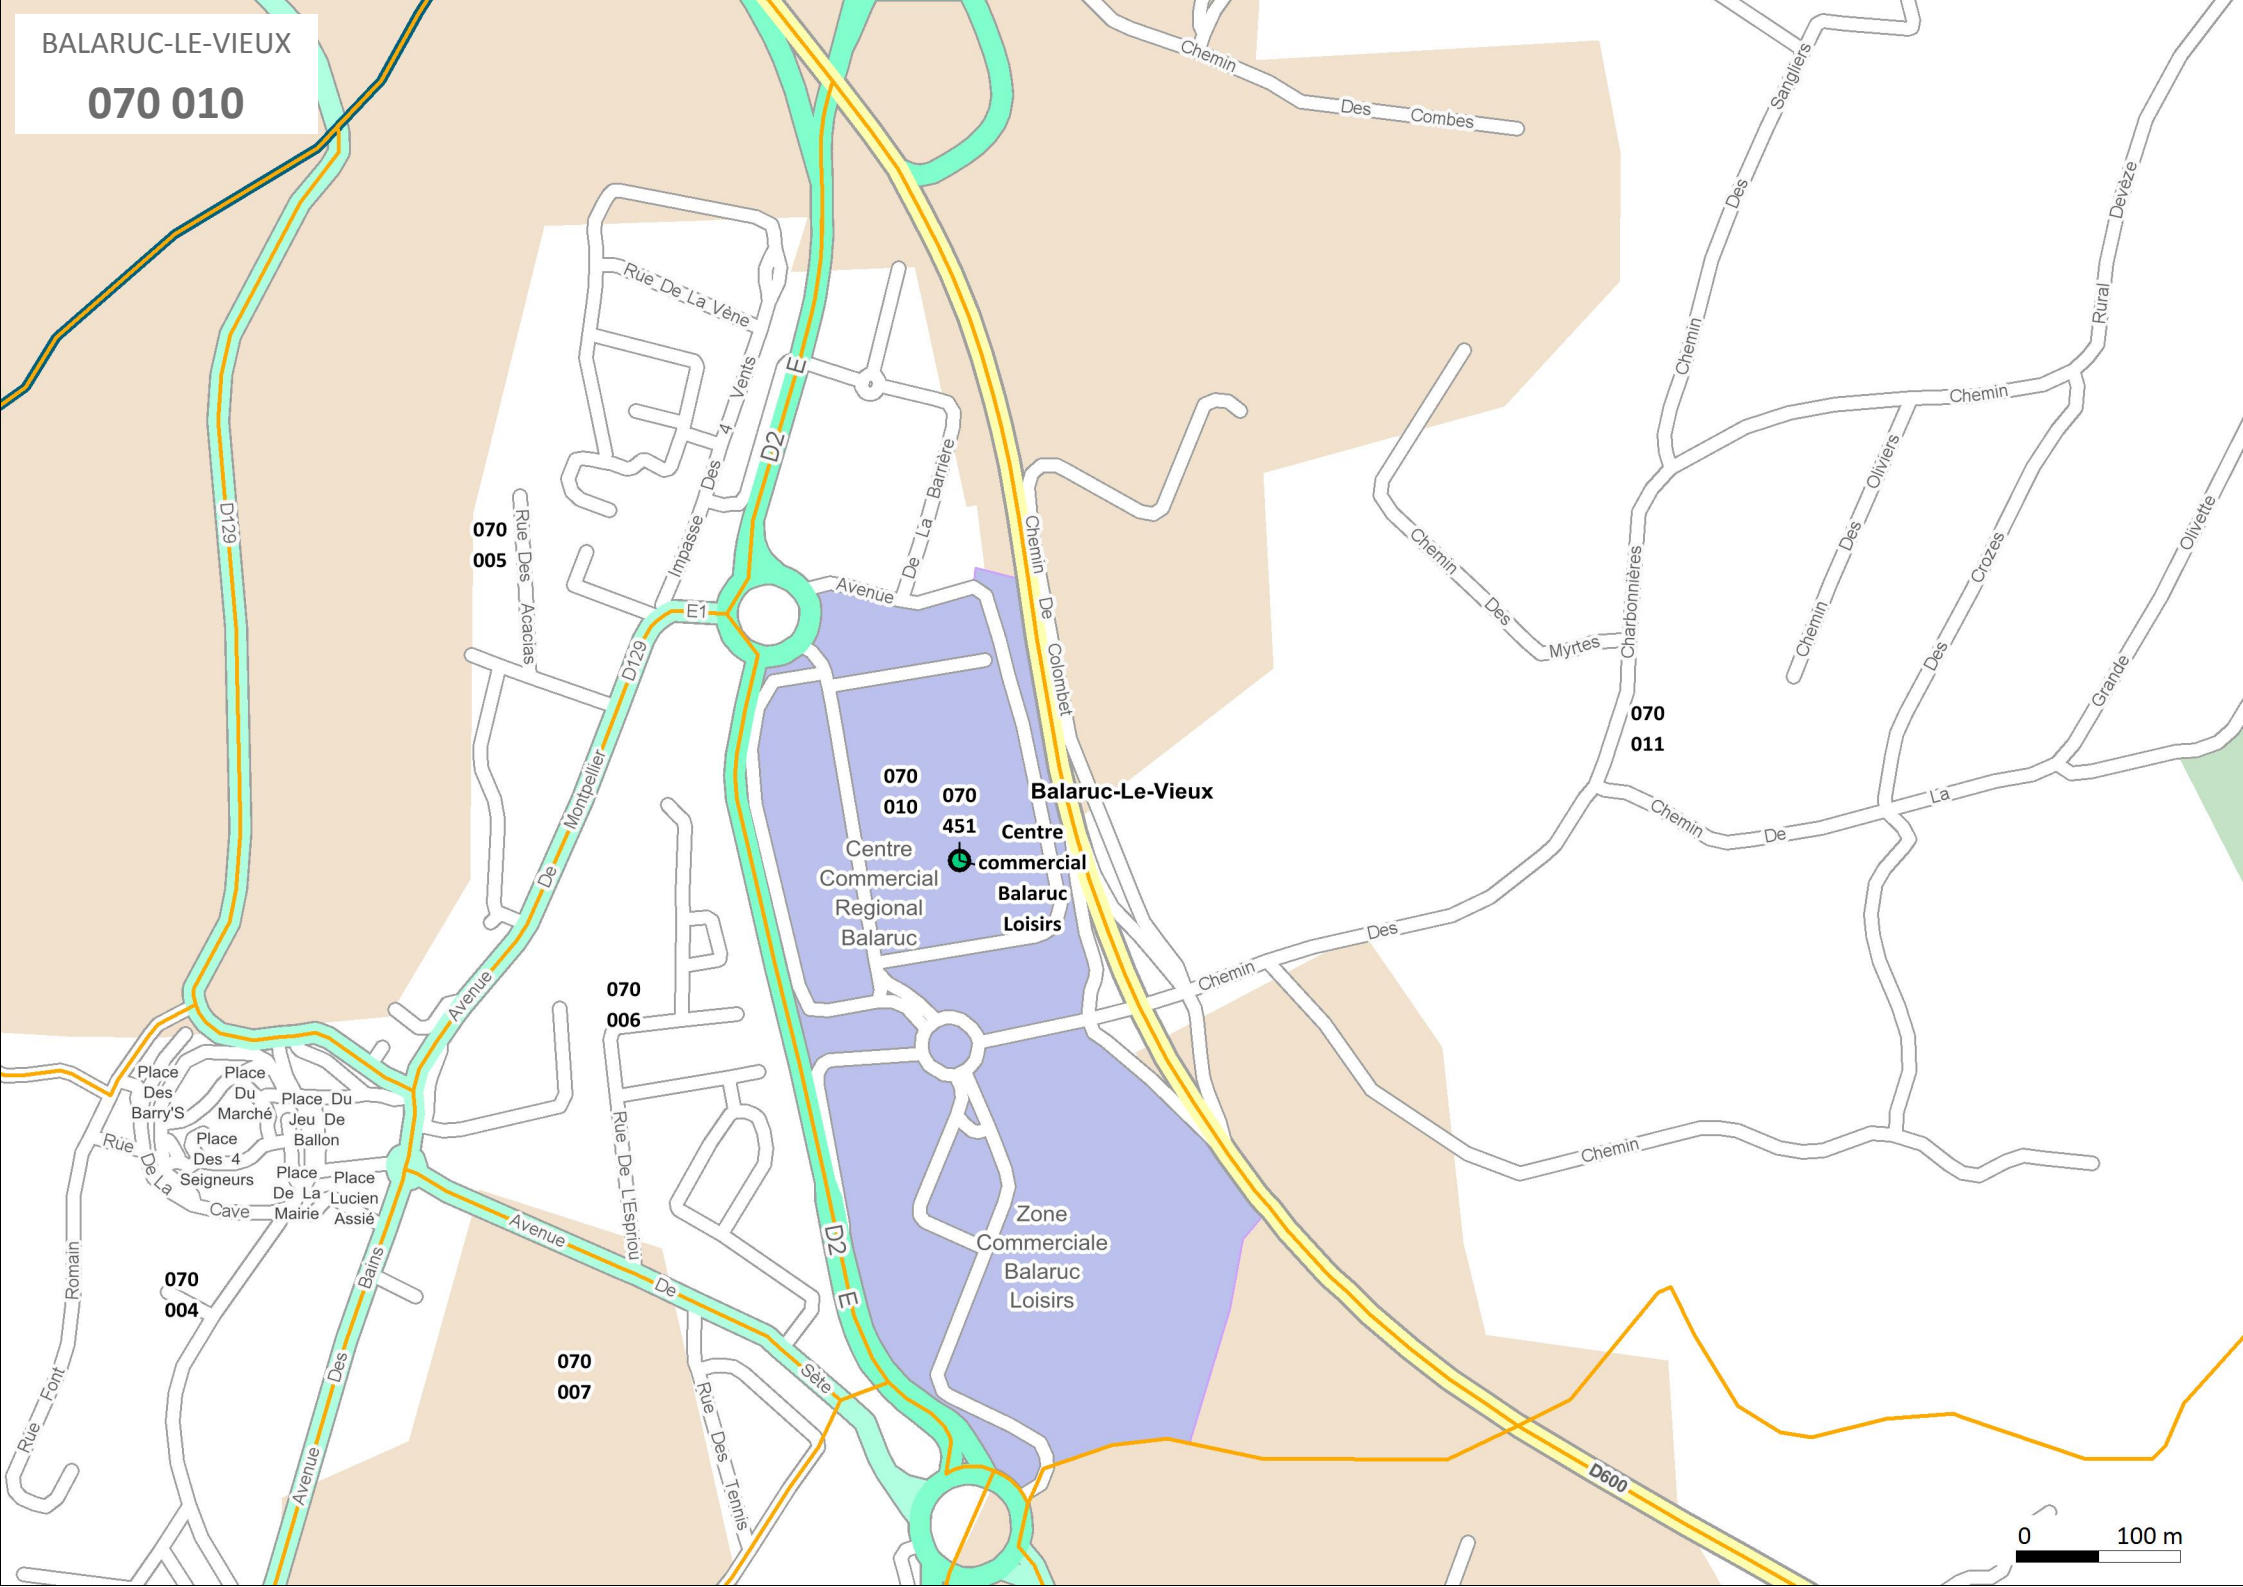 BALARUC-LE-VIEUX
070 010
Chemin Des Combes
Chemin Des Sangliers
Rural Devèze
Rue De La Vène
Impasse Des 4 Vents
E
D2
De La Barrière
Avenue
D129
070
005
Rue Des Acacias
E1
D129
Chemin De Colombet
Chemin Des Myrtes
Charbonnières
Chemin
Chemin Des Oliviers
Des Crozes
Grande Olivette
070
011
Avenue De Montpellier
070
010
070
451
Balaruc-Le-Vieux
Centre
commercial
Balaruc
Loisirs
Centre
Commercial
Regional
Balaruc
Chemin De La
Chemin Des
070
006
Place
Des
Barry'S
Place
Du
Marché
Place Du
Jeu De
Ballon
Place
Des 4
Seigneurs
Place
De La
Mairie
Place
Lucien
Assié
Rue De La Cave
Chemin
Rue De L'Espriou
Zone
Commerciale
Balaruc
Loisirs
D2
E
Avenue De Sète
070
004
Rue Font Romain
Avenue Des Bains
070
007
Rue Des Tennis
D600
0 100 m